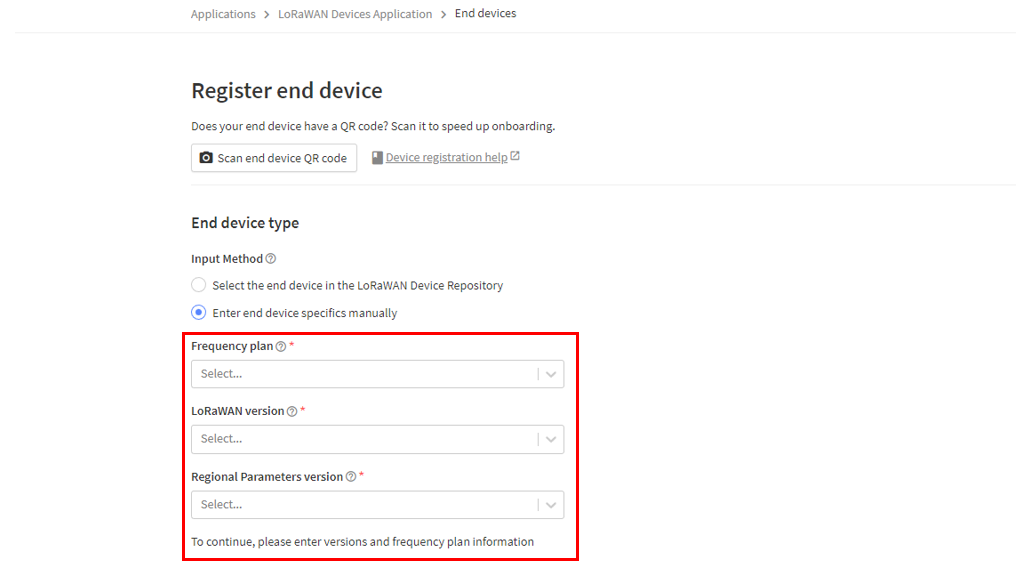 Applications > LoRaWAN Devices Application > End devices
Register end device
Does your end device have a QR code? Scan it to speed up onboarding.
Scan end device QR code Device registration help
End device type
Input Method
Select the end device in the LoRaWAN Device Repository
Enter end device specifics manually
Frequency plan *
Select...
LoRaWAN version *
Select...
Regional Parameters version *
Select...
To continue, please enter versions and frequency plan information